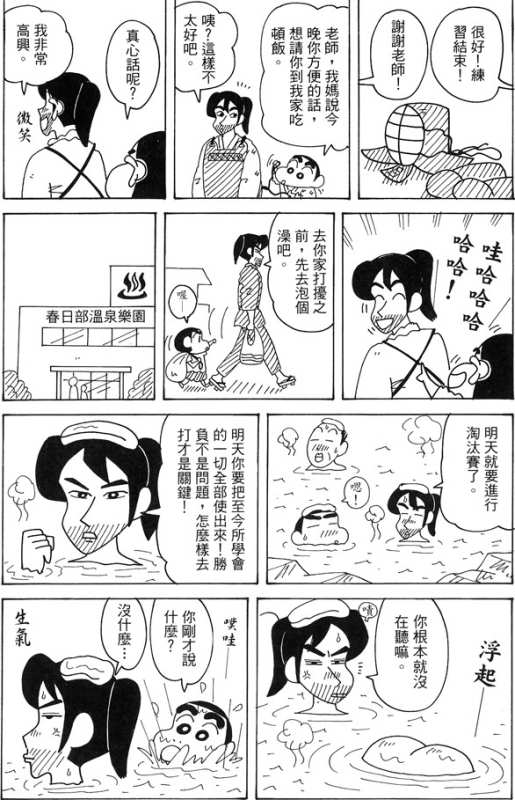 很好！練
習結束！
謝謝老師！
老師，我媽說今
晚你方便的話，
想請你到我家吃
頓飯。
咦？這樣不
太好吧。
真心話呢？
我非常
高興。
微笑
哇哈哈哈
哈哈！
去你家打擾之
前，先去泡個
澡吧。
喔
春日部溫泉樂園
明天就要進行
淘汰賽了。
嗯！
明天你要把至今所學會
的一切全部使出來！勝
負不是問題，怎麼樣去
打才是關鍵！
浮起
你根本就沒
在聽嘛。
嘖
噗哇
你剛才說
什麼？
沒什麼…
生氣